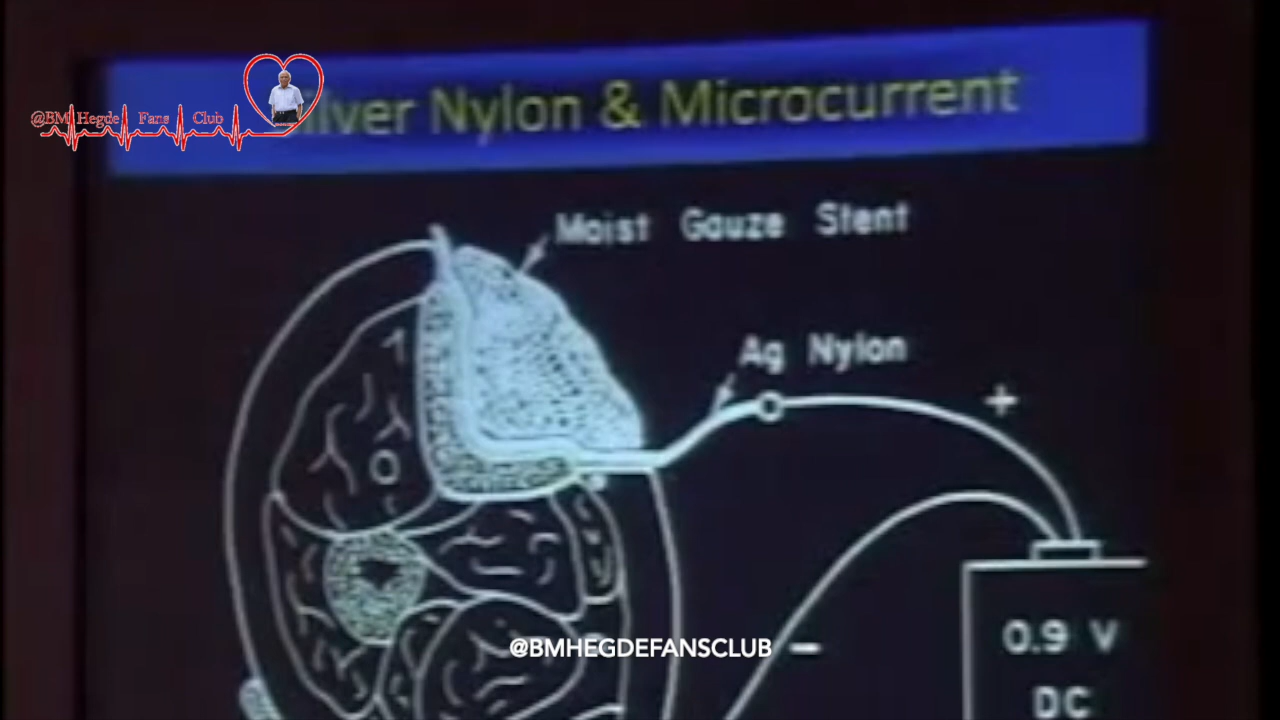 @BM Hegde Fans Club
ilver Nylon & Microcurrent
Moist Gauze Stent
Ag Nylon
+
0.9 V
DC
@BMHEGDEFANSCLUB
−